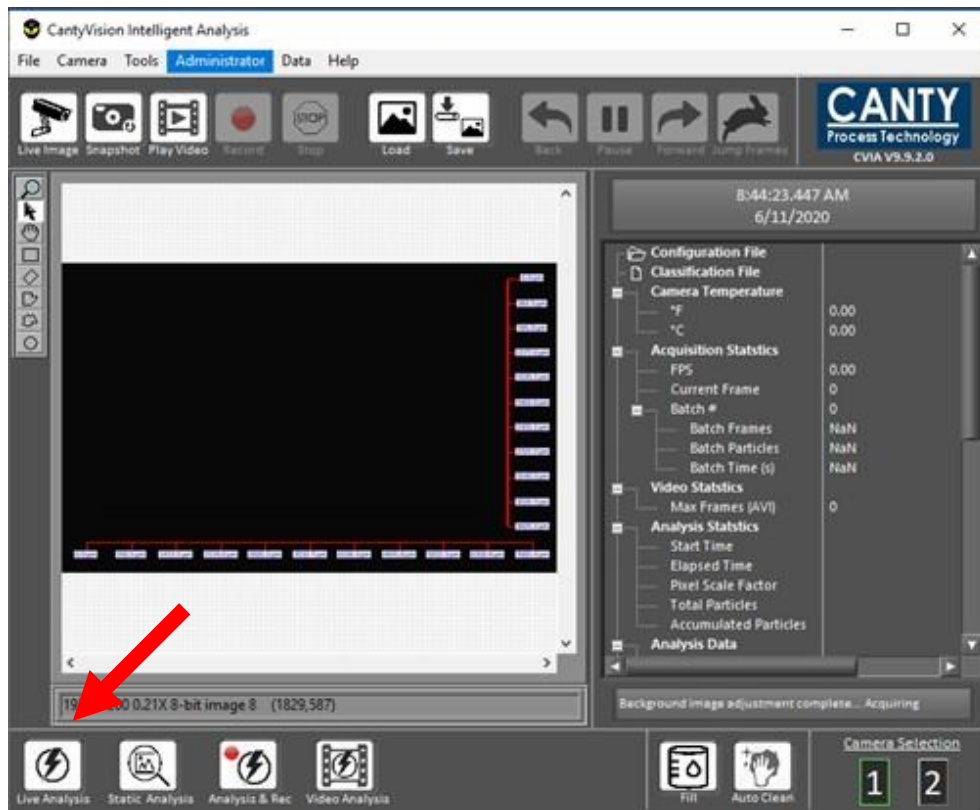 CantyVision Intelligent Analysis
File Camera Tools Administrator Data Help
Live Image Snapshot Play Video Record Stop Load Save Back Pause Forward Jump Frames
STOP
CANTY
Process Technology
CVIA V9.9.2.0
8:44:23.447 AM
6/11/2020
Configuration File
Classification File
Camera Temperature
°F 0.00
°C 0.00
Acquisition Statstics
FPS 0.00
Current Frame 0
Batch # 0
Batch Frames NaN
Batch Particles NaN
Batch Time (s) NaN
Video Statstics
Max Frames (AVI) 0
Analysis Statstics
Start Time
Elapsed Time
Pixel Scale Factor
Total Particles
Accumulated Particles
Analysis Data
0.21X 8-bit image 8 (1829,587)
Background image adjustment complete... Acquiring
Live Analysis Static Analysis Analysis & Rec Video Analysis Fill Auto Clean
Camera Selection
1 2